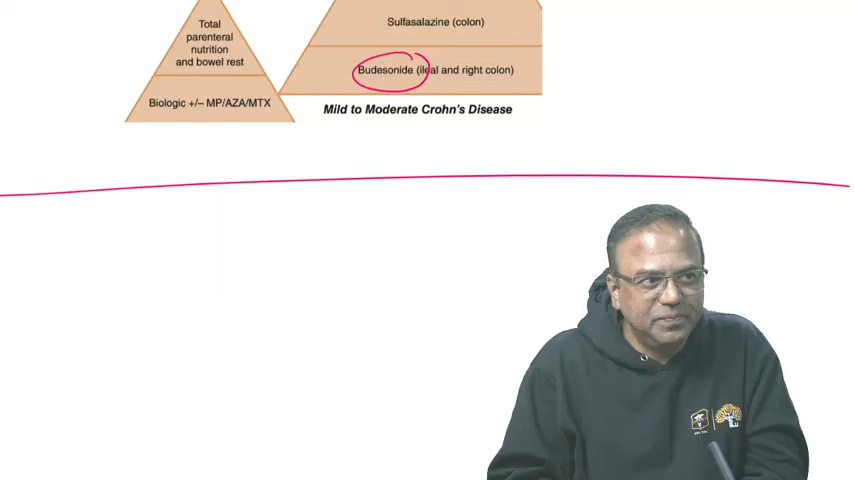 Total
parenteral
nutrition
and bowel rest
Biologic +/– MP/AZA/MTX
Sulfasalazine (colon)
Budesonide (ileal and right colon)
Mild to Moderate Crohn's Disease